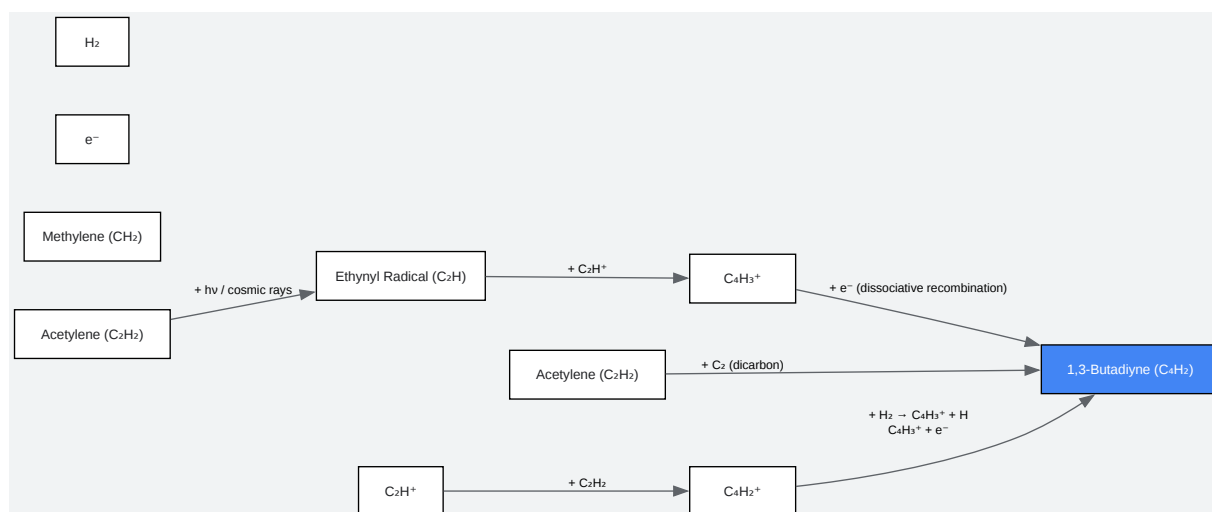 H₂
e⁻
Methylene (CH₂)
Acetylene (C₂H₂)
+ hν / cosmic rays
Ethynyl Radical (C₂H)
+ C₂H⁺
C₄H₃⁺
+ e⁻ (dissociative recombination)
Acetylene (C₂H₂)
+ C₂ (dicarbon)
1,3-Butadiyne (C₄H₂)
+ H₂ → C₄H₃⁺ + H
C₄H₃⁺ + e⁻
C₂H⁺
+ C₂H₂
C₄H₂⁺